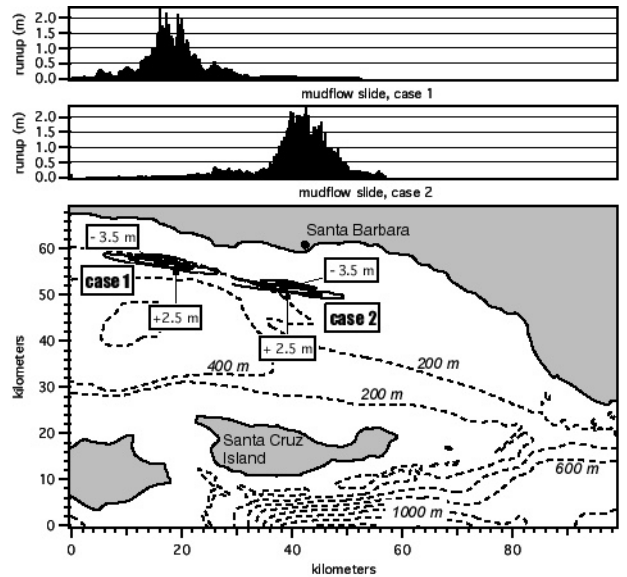 runup (m)
2.0
1.5
1.0
0.5
0.0
mudflow slide, case 1
runup (m)
2.0
1.5
1.0
0.5
0.0
mudflow slide, case 2
Santa Barbara
- 3.5 m
- 3.5 m
case 1
case 2
+2.5 m
+ 2.5 m
400 m
200 m
200 m
Santa Cruz
Island
600 m
1000 m
kilometers
60
50
40
30
20
10
0
0 20 40 60 80
kilometers